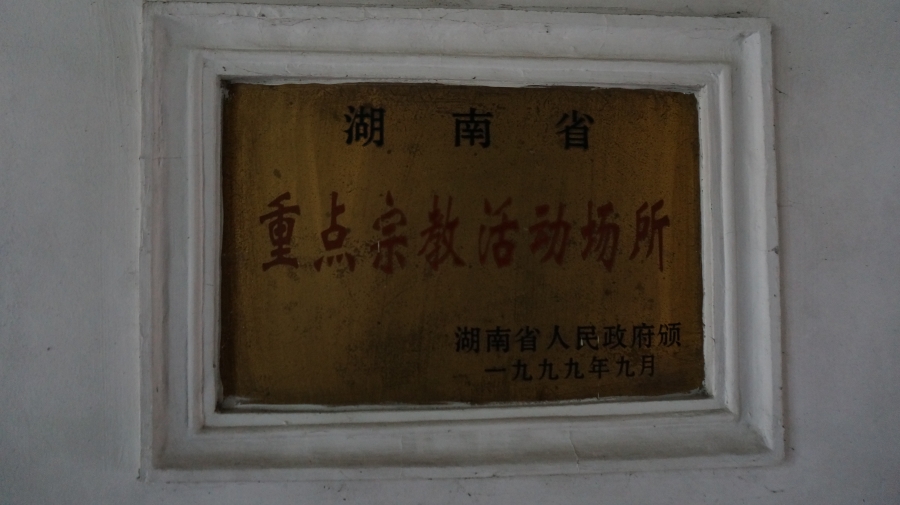 湖南省
重点宗教活动场所
湖南省人民政府颁
一九九九年九月